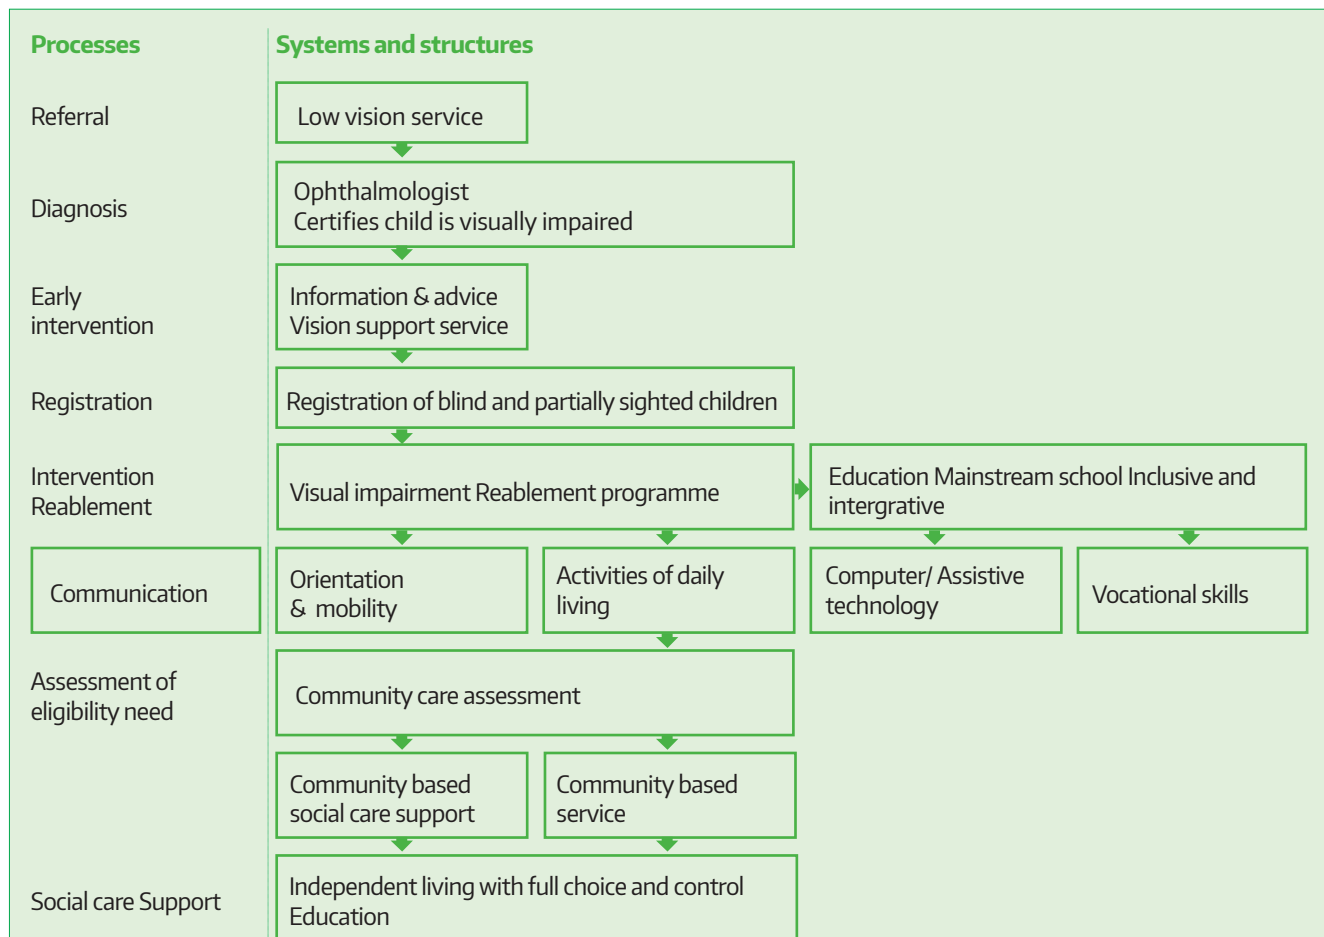 Processes
Systems and structures
Referral
Low vision service
Diagnosis
Ophthalmologist
Certifies child is visually impaired
Early
intervention
Information & advice
Vision support service
Registration
Registration of blind and partially sighted children
Intervention
Reablement
Visual impairment Reablement programme
Education Mainstream school Inclusive and
intergrative
Communication
Orientation
& mobility
Activities of daily
living
Computer/ Assistive
technology
Vocational skills
Assessment of
eligibility need
Community care assessment
Community based
social care support
Community based
service
Social care Support
Independent living with full choice and control
Education